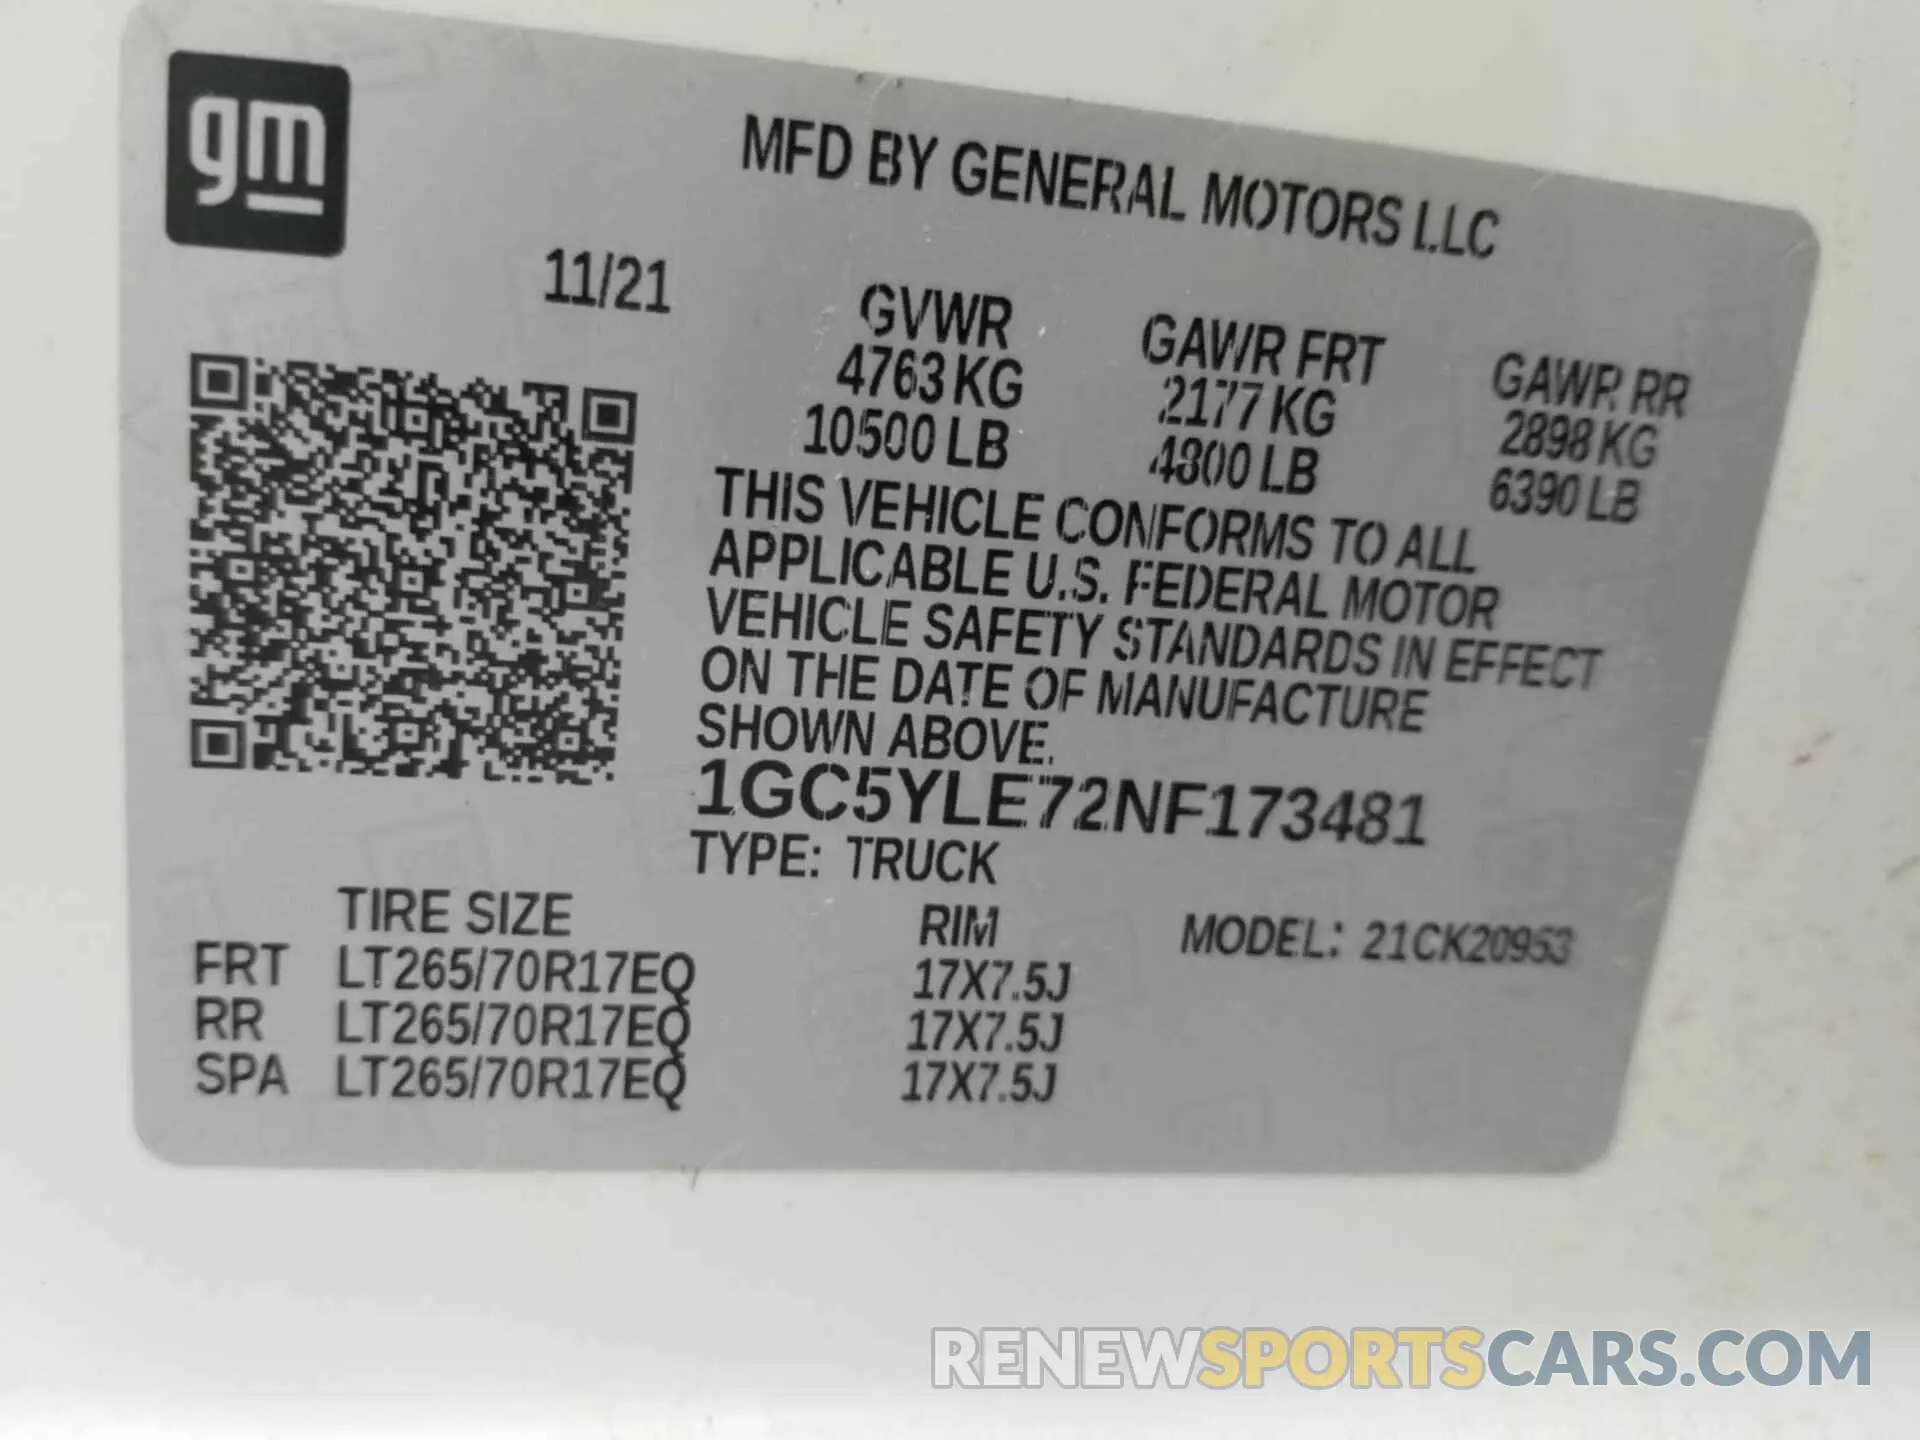 gm
MFD BY GENERAL MOTORS LLC
11/21
GVWR GAWR FRT GAWR RR
4763 KG 2177 KG 2898 KG
10500 LB 4800 LB 6390 LB
THIS VEHICLE CONFORMS TO ALL
APPLICABLE U.S. FEDERAL MOTOR
VEHICLE SAFETY STANDARDS IN EFFECT
ON THE DATE OF MANUFACTURE
SHOWN ABOVE.
1GC5YLE72NF173481
TYPE: TRUCK
TIRE SIZE RIM MODEL: 21CK20953
FRT LT265/70R17EQ 17X7.5J
RR LT265/70R17EQ 17X7.5J
SPA LT265/70R17EQ 17X7.5J
RENEWSPORTSCARS.COM